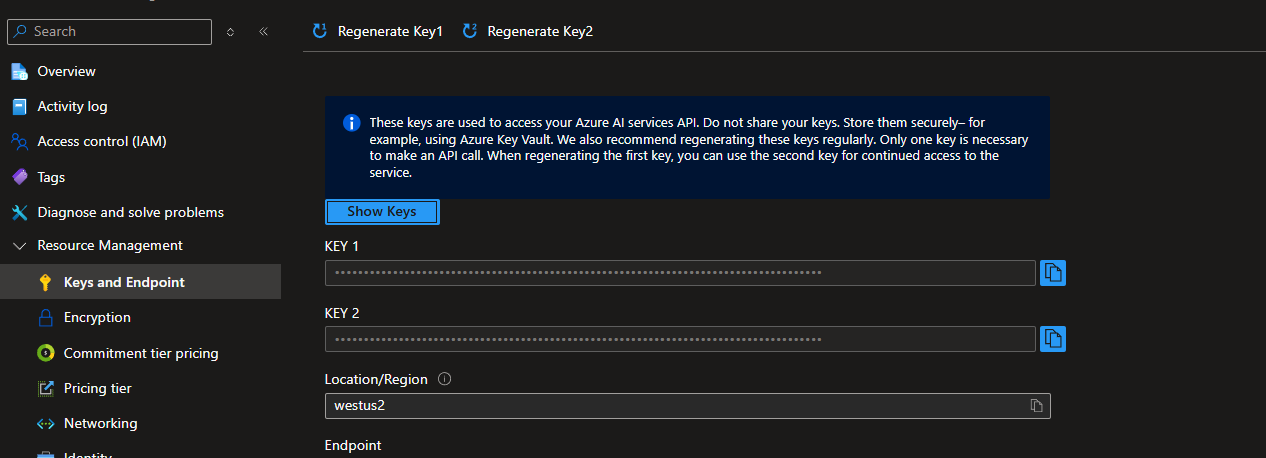 Search
Regenerate Key1
Regenerate Key2
Overview
Activity log
Access control (IAM)
Tags
Diagnose and solve problems
Resource Management
Keys and Endpoint
Encryption
Commitment tier pricing
Pricing tier
Networking
Identity
These keys are used to access your Azure AI services API. Do not share your keys. Store them securely– for
example, using Azure Key Vault. We also recommend regenerating these keys regularly. Only one key is necessary
to make an API call. When regenerating the first key, you can use the second key for continued access to the
service.
Show Keys
KEY 1
••••••••••••••••••••••••••••••••••••••••••••••••••••••••••••••••••••••••••••••••••••
KEY 2
••••••••••••••••••••••••••••••••••••••••••••••••••••••••••••••••••••••••••••••••••••
Location/Region
westus2
Endpoint